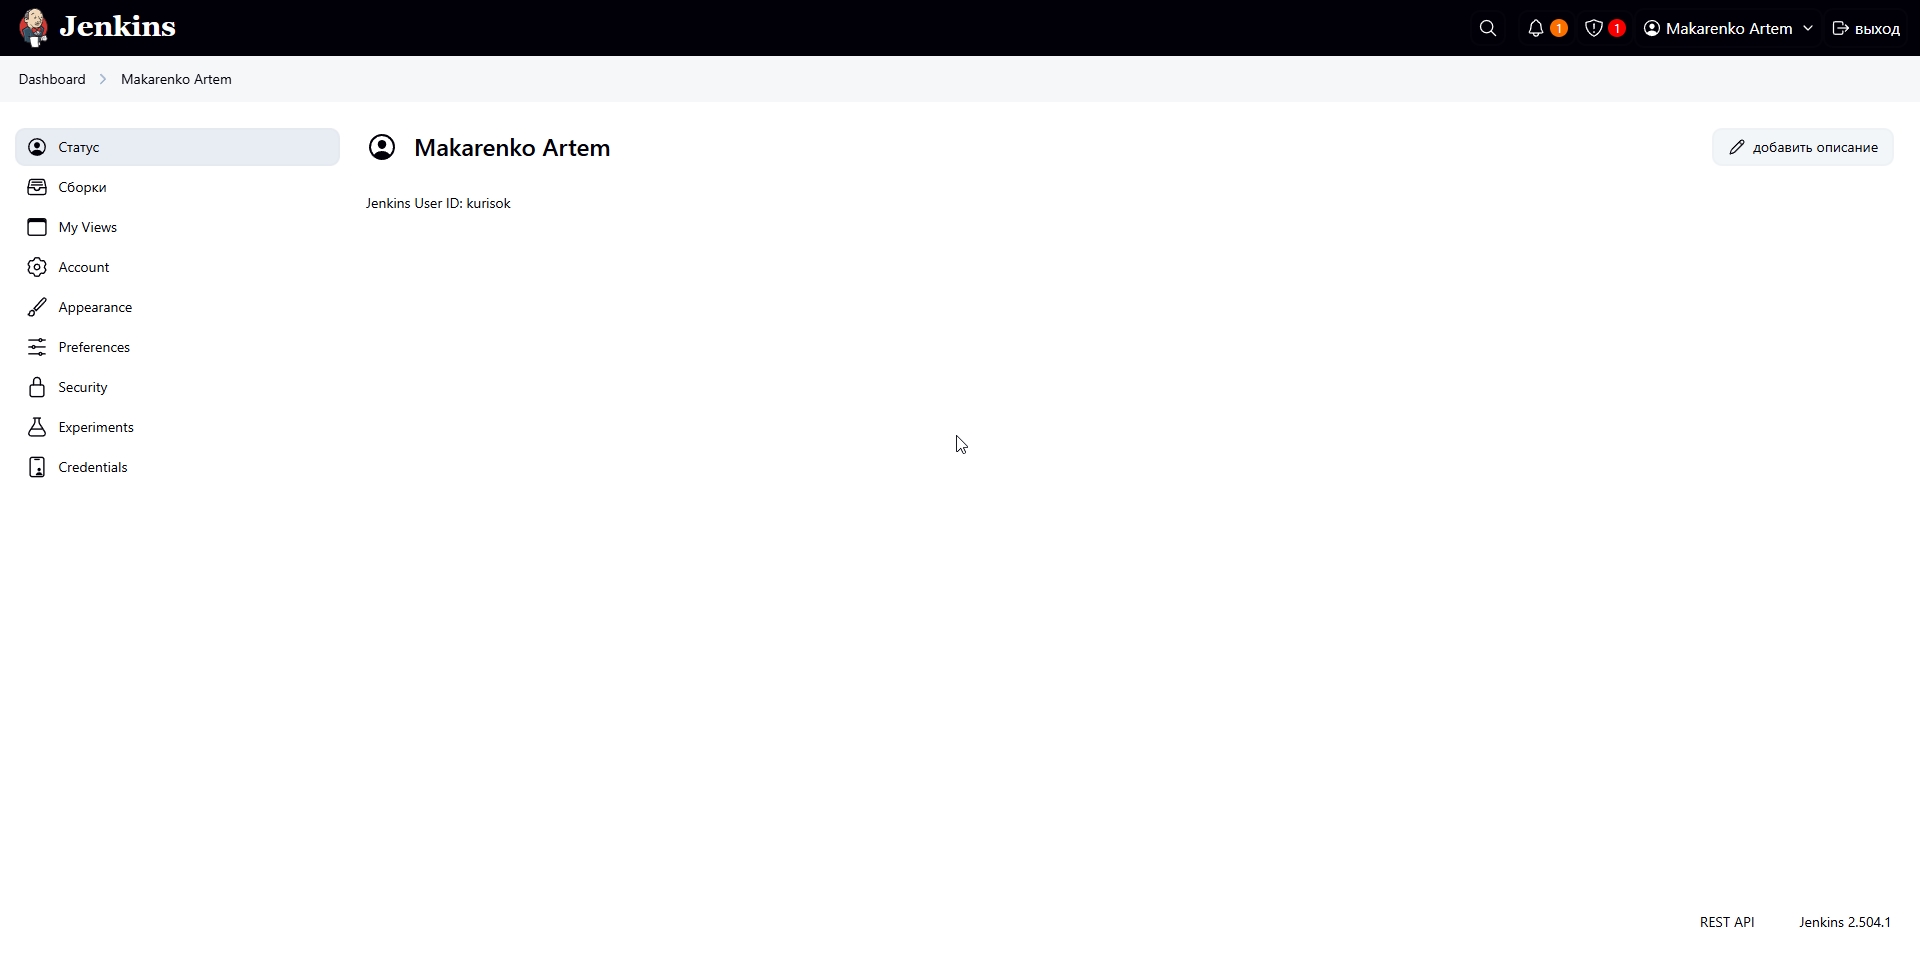 Jenkins
1
1
Makarenko Artem
выход
Dashboard
Makarenko Artem
Статус
Сборки
My Views
Account
Appearance
Preferences
Security
Experiments
Credentials
Makarenko Artem
добавить описание
Jenkins User ID: kurisok
REST API
Jenkins 2.504.1